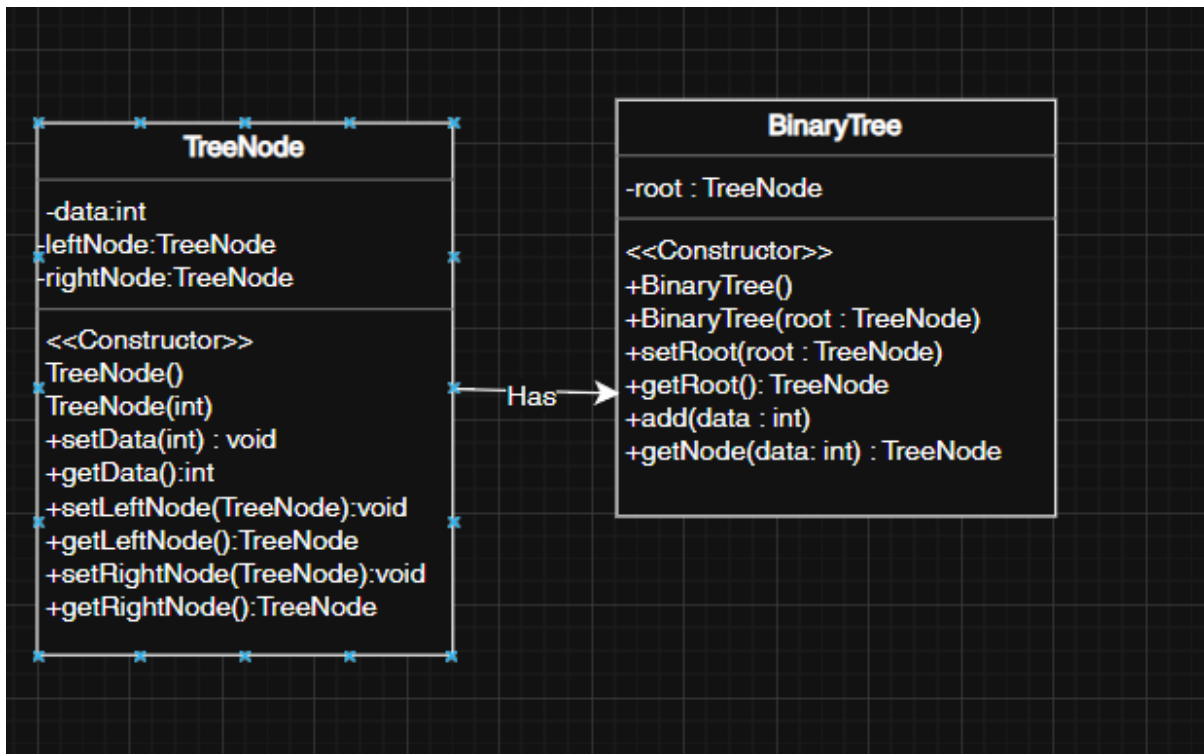 TreeNode
-data:int
-leftNode:TreeNode
-rightNode:TreeNode
<<Constructor>>
TreeNode()
TreeNode(int)
+setData(int) : void
+getData():int
+setLeftNode(TreeNode):void
+getLeftNode():TreeNode
+setRightNode(TreeNode):void
+getRightNode():TreeNode
Has
BinaryTree
-root : TreeNode
<<Constructor>>
+BinaryTree()
+BinaryTree(root : TreeNode)
+setRoot(root : TreeNode)
+getRoot(): TreeNode
+add(data : int)
+getNode(data: int) : TreeNode